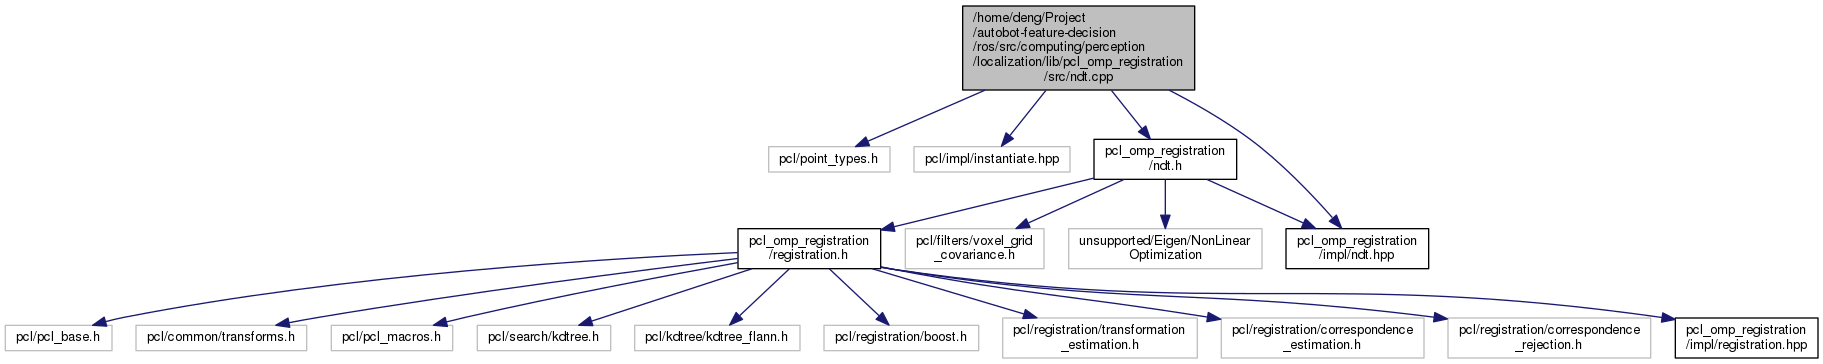 /home/deng/Project
/autobot-feature-decision
/ros/src/computing/perception
/localization/lib/pcl_omp_registration
/src/ndt.cpp
pcl/point_types.h
pcl/impl/instantiate.hpp
pcl_omp_registration
/ndt.h
pcl_omp_registration
/registration.h
pcl/filters/voxel_grid
_covariance.h
unsupported/Eigen/NonLinear
Optimization
pcl_omp_registration
/impl/ndt.hpp
pcl/pcl_base.h
pcl/common/transforms.h
pcl/pcl_macros.h
pcl/search/kdtree.h
pcl/kdtree/kdtree_flann.h
pcl/registration/boost.h
pcl/registration/transformation
_estimation.h
pcl/registration/correspondence
_estimation.h
pcl/registration/correspondence
_rejection.h
pcl_omp_registration
/impl/registration.hpp